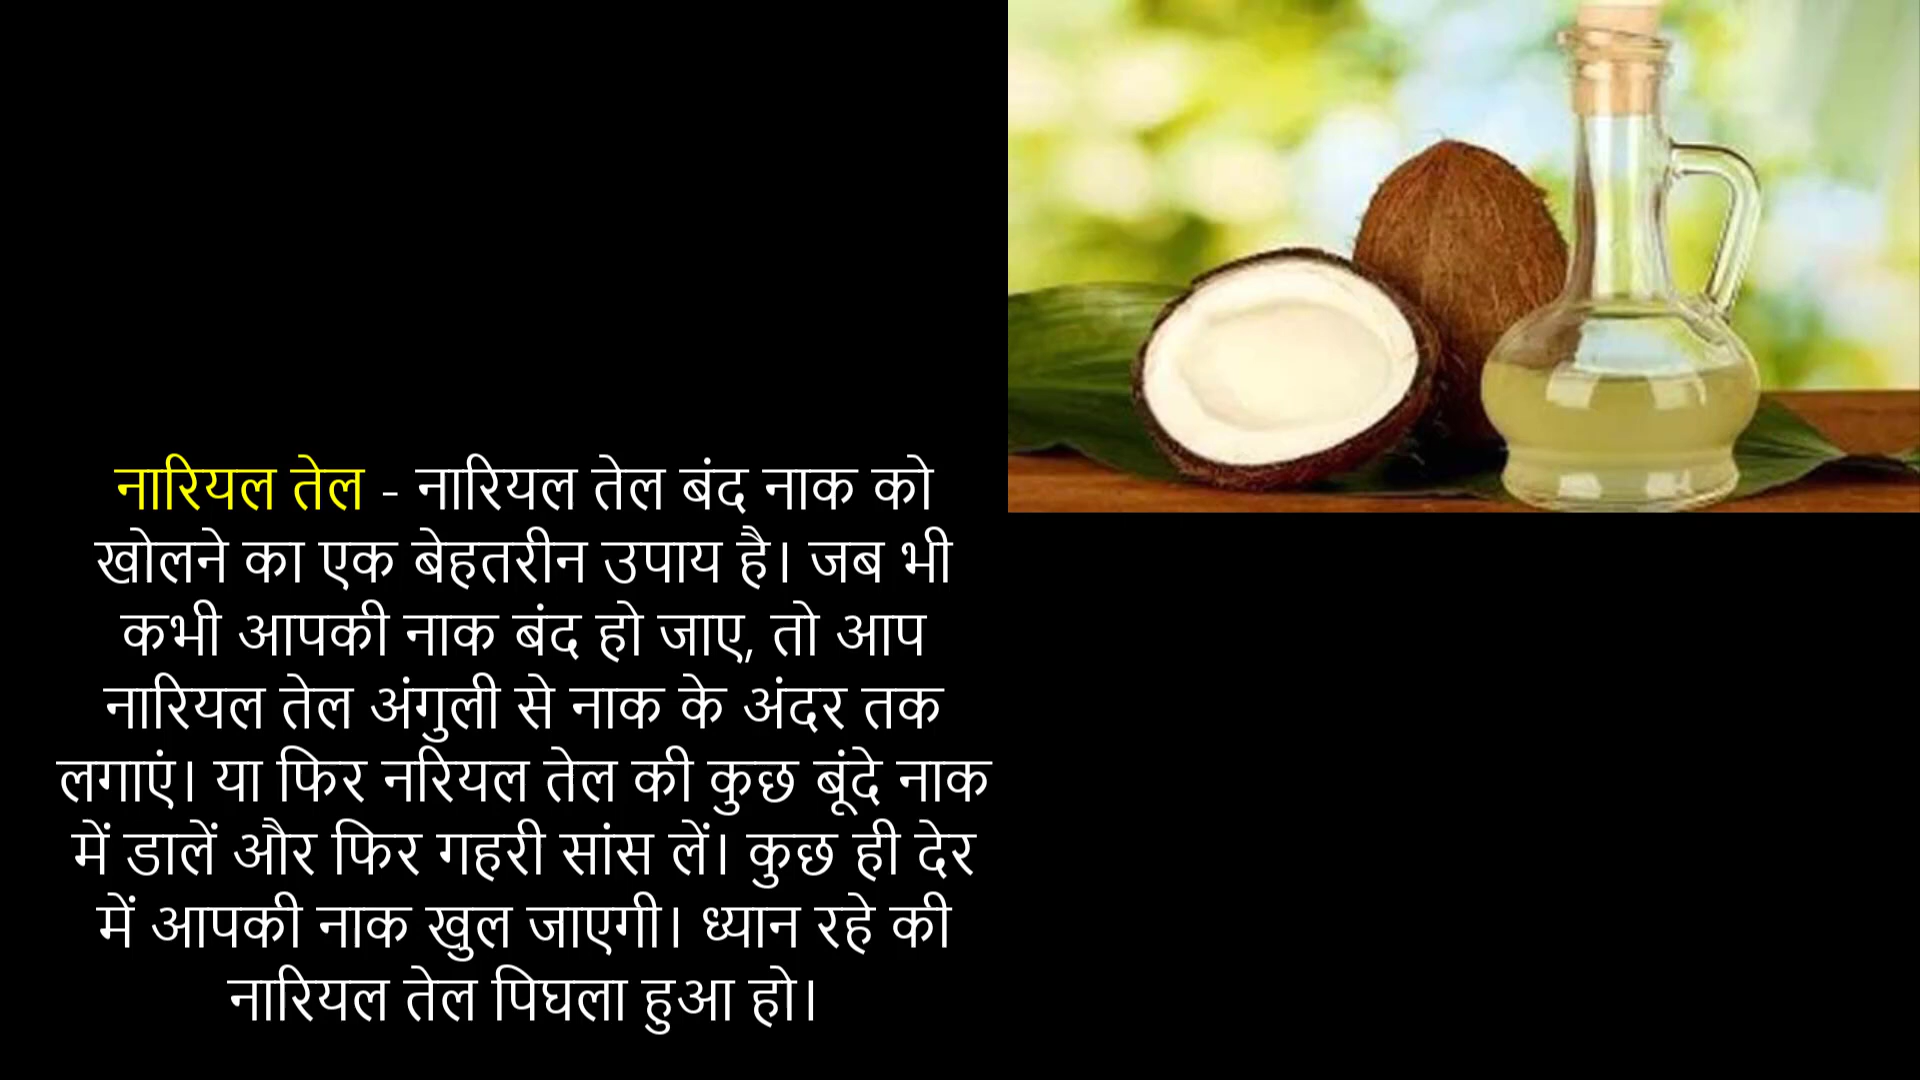 नारियल तेल - नारियल तेल बंद नाक को
खोलने का एक बेहतरीन उपाय है। जब भी
कभी आपकी नाक बंद हो जाए, तो आप
नारियल तेल अंगुली से नाक के अंदर तक
लगाएं। या फिर नरियल तेल की कुछ बूंदे नाक
में डालें और फिर गहरी सांस लें। कुछ ही देर
में आपकी नाक खुल जाएगी। ध्यान रहे की
नारियल तेल पिघला हुआ हो।